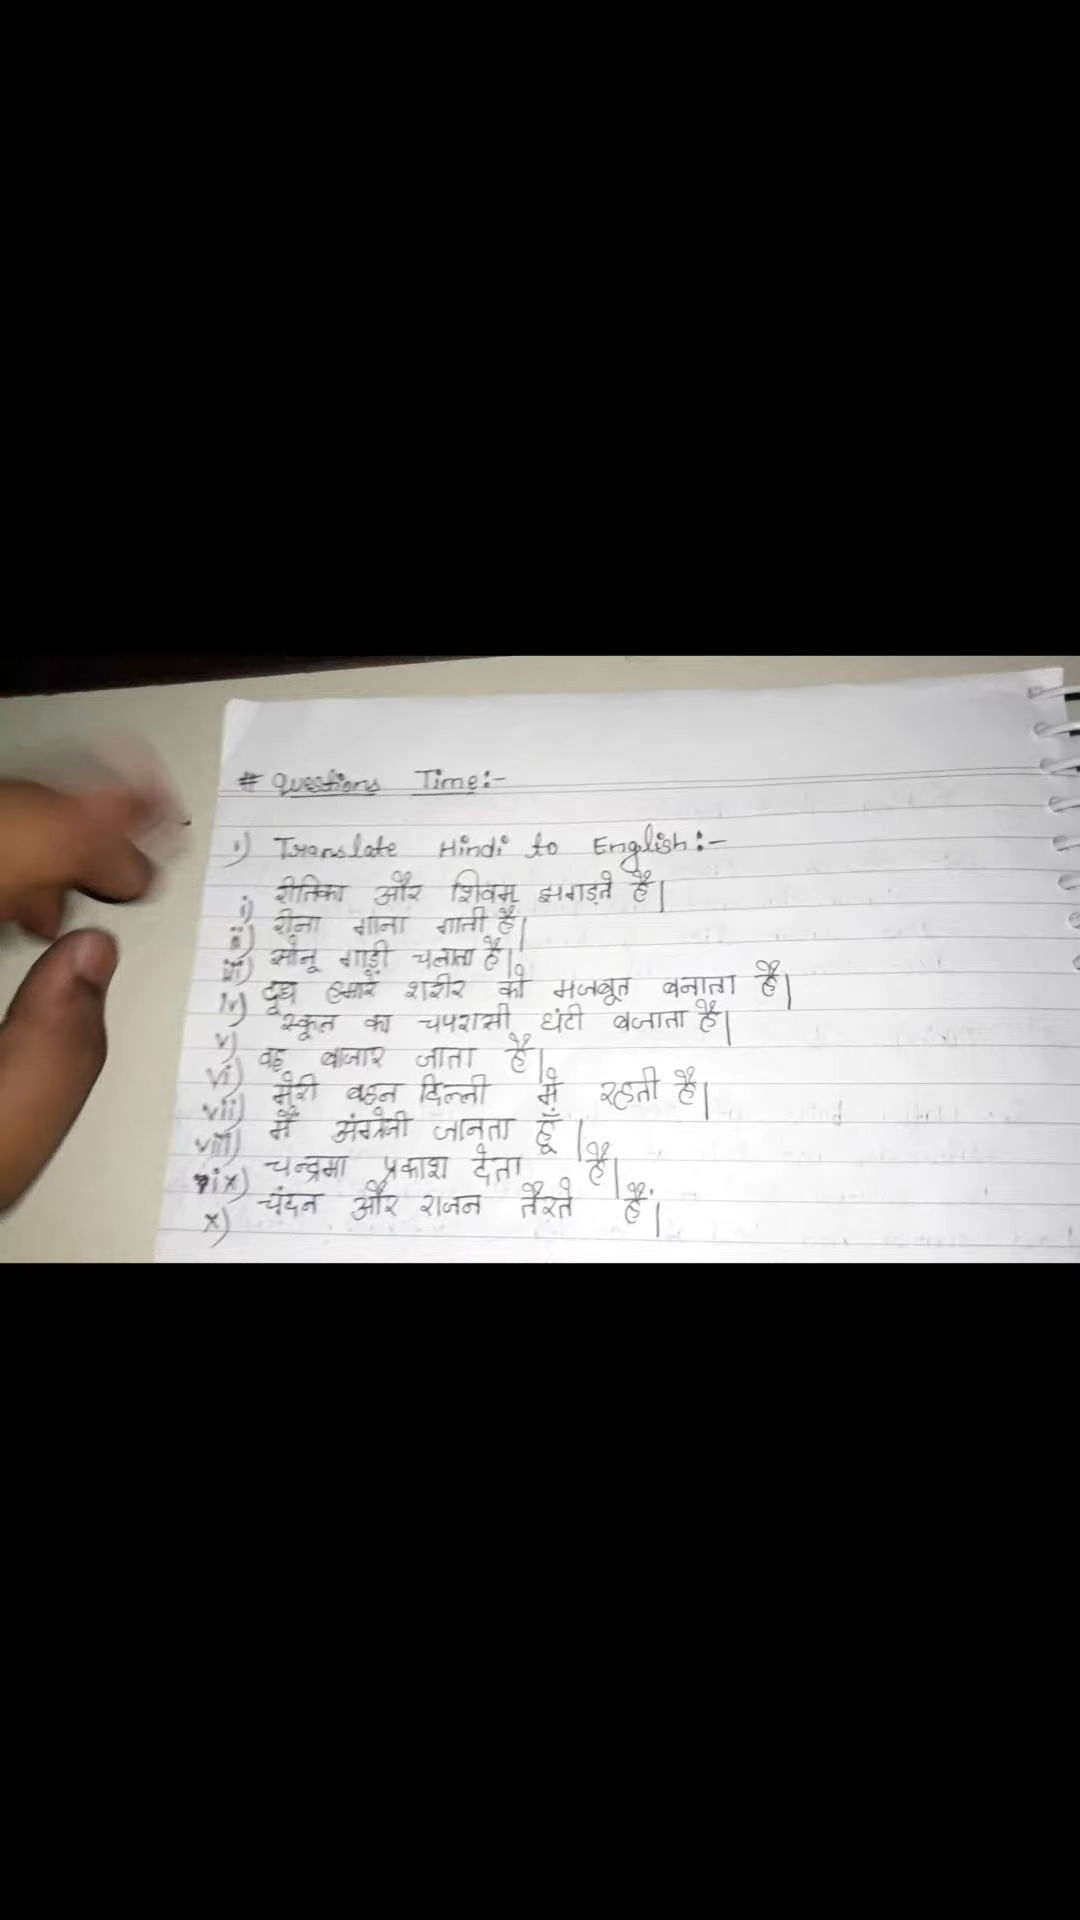 # Questions Time:-
1) Translate Hindi to English:-
i) रीतिका और शिवम् झगड़ते है।
ii) रीना गाना गाती है।
iii) सोनू गाड़ी चलाता है।
iv) दूध हमारे शरीर को मजबूत बनाता है।
v) स्कूल का चपरासी घंटी बजाता है।
vi) वह बाजार जाता है।
vii) मेरी बहन दिल्ली में रहती है।
viii) मैं अंग्रेजी जानता हूँ।
ix) चन्द्रमा प्रकाश देता है।
x) चंदन और राजन तैरते हैं।